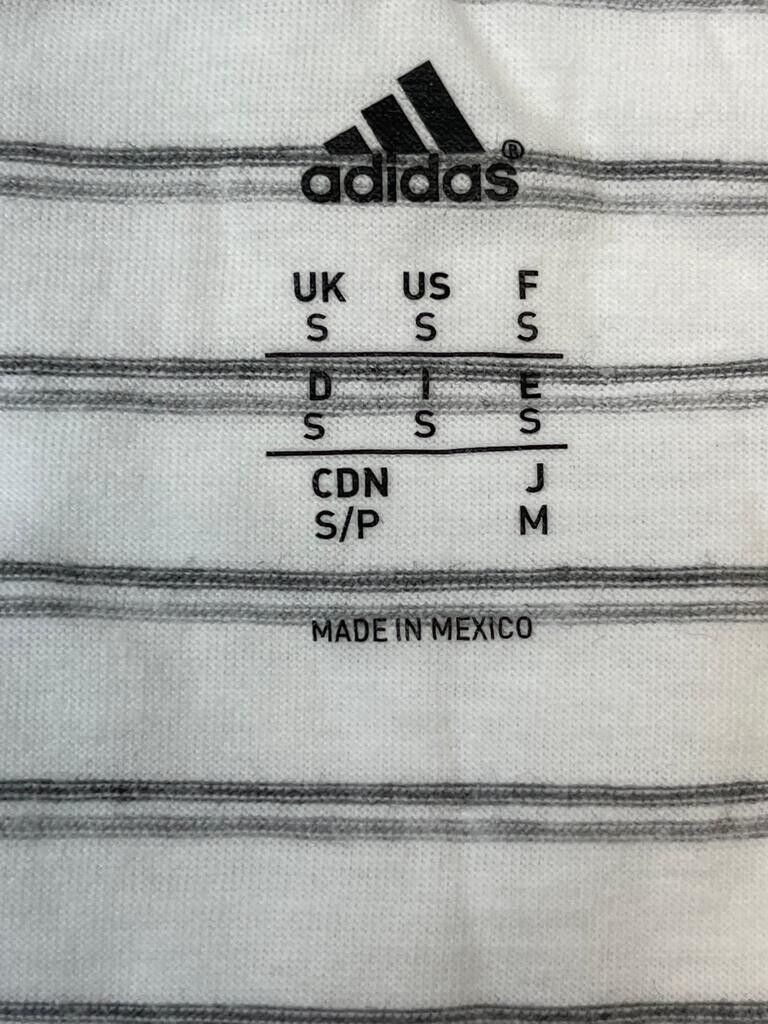 adidas®
UK US F
S S S
D I E
S S S
CDN J
S/P M
MADE IN MEXICO